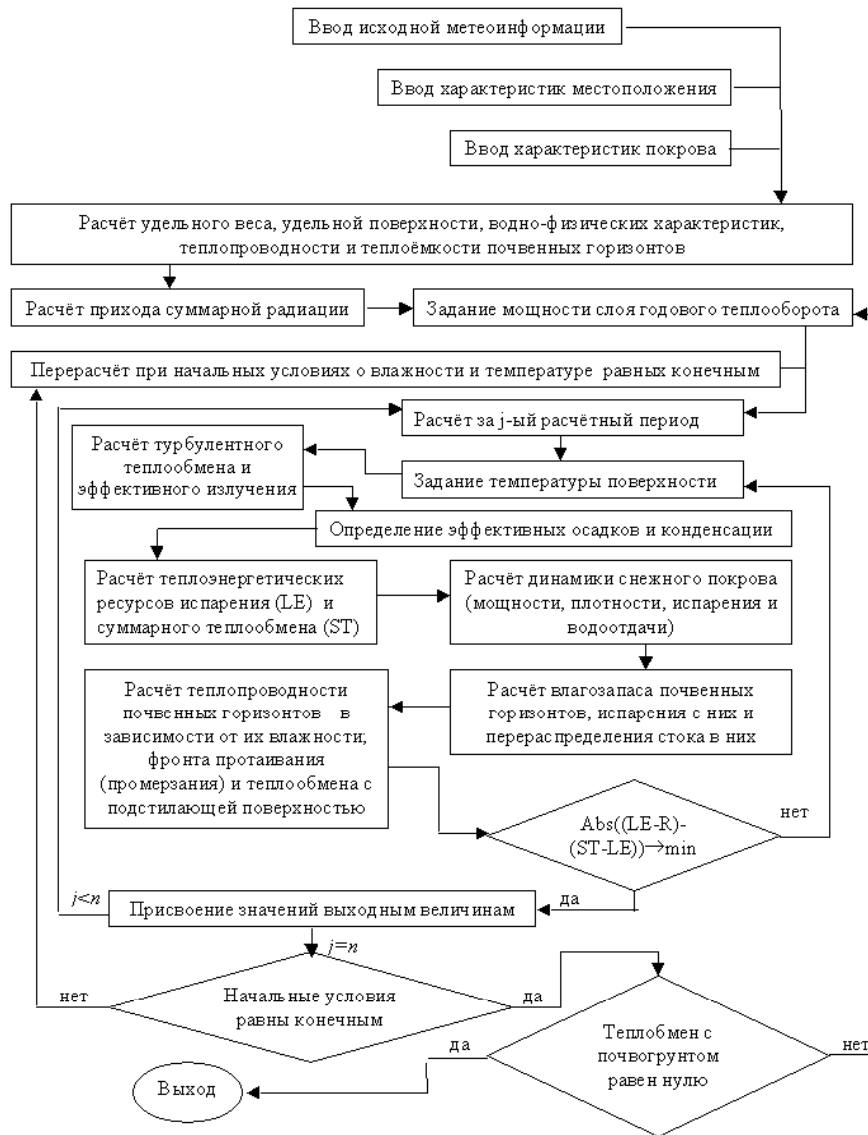 Ввод исходной метеоинформации
Ввод характеристик местоположения
Ввод характеристик покрова
Расчёт удельного веса, удельной поверхности, водно-физических характеристик,
теплопроводности и теплоёмкости почвенных горизонтов
Расчёт прихода суммарной радиации
Задание мощности слоя годового теплооборота
Перерасчёт при начальных условиях о влажности и температуре равных конечным
Расчёт за j-ый расчётный период
Расчёт турбулентного
теплообмена и
эффективного излучения
Задание температуры поверхности
Определение эффективных осадков и конденсации
Расчёт теплоэнергетических
ресурсов испарения (LE) и
суммарного теплообмена (ST)
Расчёт динамики снежного покрова
(мощности, плотности, испарения и
водоотдачи)
Расчёт теплопроводности
почвенных горизонтов в
зависимости от их влажности;
фронта протаивания
(промерзания) и теплообмена с
подстилающей поверхностью
Расчёт влагозапаса почвенных
горизонтов, испарения с них и
перераспределения стока в них
Abs((LE-R)-
(ST-LE))→min
нет
да
j<n
Присвоение значений выходным величинам
j=n
нет
Начальные условия
равны конечным
да
да
Теплобмен с
почвогрунтом
равен нулю
нет
Выход